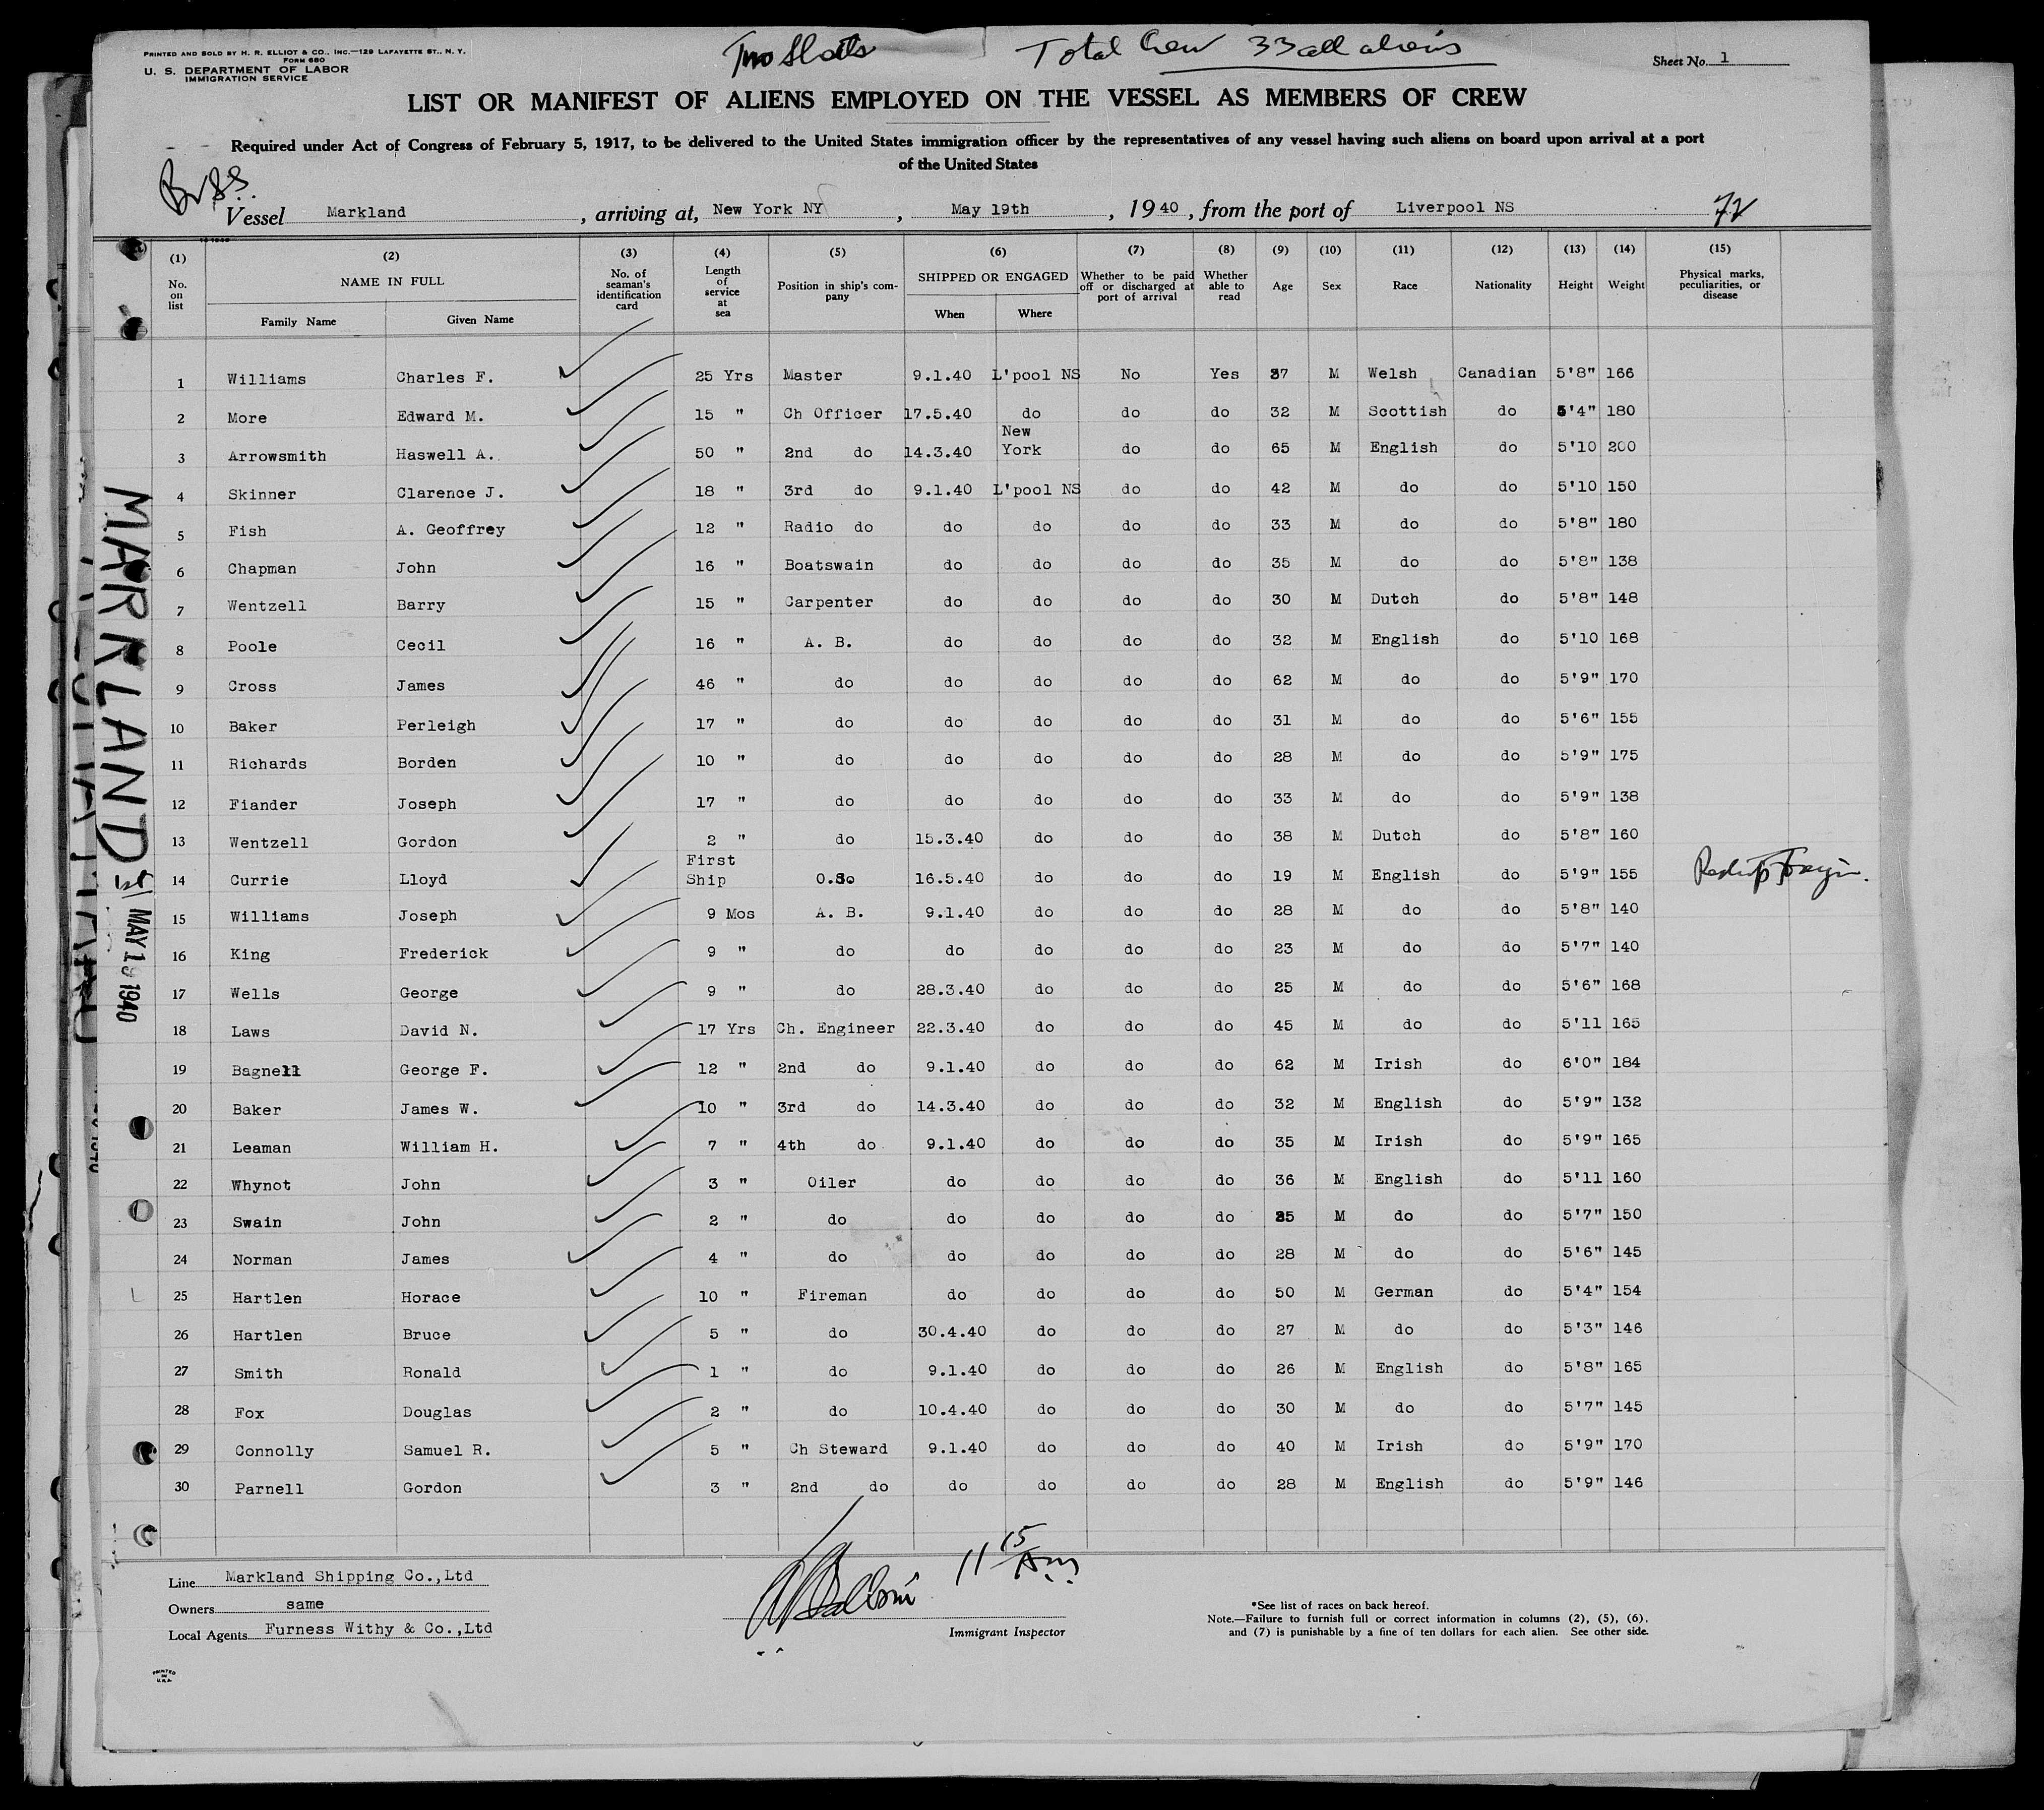 PRINTED AND SOLD BY H. R. ELLIOT & CO., INC.—129 LAFAYETTE ST., N. Y.
FORM 680
U. S. DEPARTMENT OF LABOR
IMMIGRATION SERVICE
Two Sheets
Total Crew 33 all aliens
Sheet No. 1
LIST OR MANIFEST OF ALIENS EMPLOYED ON THE VESSEL AS MEMBERS OF CREW
Required under Act of Congress of February 5, 1917, to be delivered to the United States immigration officer by the representatives of any vessel having such aliens on board upon arrival at a port
of the United States
Br S.S.
Vessel Markland, arriving at, New York NY, May 19th, 1940, from the port of Liverpool NS
72
(1) (2) (3) (4) (5) (6) (7) (8) (9) (10) (11) (12) (13) (14) (15)
No. on list NAME IN FULL Family Name Given Name No. of seaman's identification card Length of service at sea Position in ship's company SHIPPED OR ENGAGED When Where Whether to be paid off or discharged at port of arrival Whether able to read Age Sex Race Nationality Height Weight Physical marks, peculiarities, or disease
1 Williams Charles F. 25 Yrs Master 9.1.40 L'pool NS No Yes 37 M Welsh Canadian 5'8" 166
2 More Edward M. 15 " Ch Officer 17.5.40 do do do 32 M Scottish do 5'4" 180
3 Arrowsmith Haswell A. 50 " 2nd do 14.3.40 New York do do 65 M English do 5'10 200
4 Skinner Clarence J. 18 " 3rd do 9.1.40 L'pool NS do do 42 M do do 5'10 150
5 Fish A. Geoffrey 12 " Radio do do do do do 33 M do do 5'8" 180
6 Chapman John 16 " Boatswain do do do do 35 M do do 5'8" 138
7 Wentzell Barry 15 " Carpenter do do do do 30 M Dutch do 5'8" 148
8 Poole Cecil 16 " A. B. do do do do 32 M English do 5'10 168
9 Cross James 46 " do do do do do 62 M do do 5'9" 170
10 Baker Perleigh 17 " do do do do do 31 M do do 5'6" 155
11 Richards Borden 10 " do do do do do 28 M do do 5'9" 175
12 Fiander Joseph 17 " do do do do do 33 M do do 5'9" 138
13 Wentzell Gordon 2 " do 15.3.40 do do do 38 M Dutch do 5'8" 160
14 Currie Lloyd First Ship O.S. 16.5.40 do do do 19 M English do 5'9" 155
15 Williams Joseph 9 Mos A. B. 9.1.40 do do do 28 M do do 5'8" 140
16 King Frederick 9 " do do do do do 23 M do do 5'7" 140
17 Wells George 9 " do 28.3.40 do do do 25 M do do 5'6" 168
18 Laws David N. 17 Yrs Ch. Engineer 22.3.40 do do do 45 M do do 5'11 165
19 Bagnell George F. 12 " 2nd do 9.1.40 do do do 62 M Irish do 6'0" 184
20 Baker James W. 10 " 3rd do 14.3.40 do do do 32 M English do 5'9" 132
21 Leaman William H. 7 " 4th do 9.1.40 do do do 35 M Irish do 5'9" 165
22 Whynot John 3 " Oiler do do do do 36 M English do 5'11 160
23 Swain John 2 " do do do do do 35 M do do 5'7" 150
24 Norman James 4 " do do do do do 28 M do do 5'6" 145
25 Hartlen Horace 10 " Fireman do do do do 50 M German do 5'4" 154
26 Hartlen Bruce 5 " do 30.4.40 do do do 27 M do do 5'3" 146
27 Smith Ronald 1 " do 9.1.40 do do do 26 M English do 5'8" 165
28 Fox Douglas 2 " do 10.4.40 do do do 30 M do do 5'7" 145
29 Connolly Samuel R. 5 " Ch Steward 9.1.40 do do do 40 M Irish do 5'9" 170
30 Parnell Gordon 3 " 2nd do do do do do 28 M English do 5'9" 146
MARKLAND
MAY 19 1940
Line Markland Shipping Co.,Ltd
Owners same
Local Agents Furness Withy & Co.,Ltd
11 15 A.M.
Immigrant Inspector
*See list of races on back hereof.
Note.—Failure to furnish full or correct information in columns (2), (5), (6),
and (7) is punishable by a fine of ten dollars for each alien. See other side.
PRINTED
IN
U.S.A.